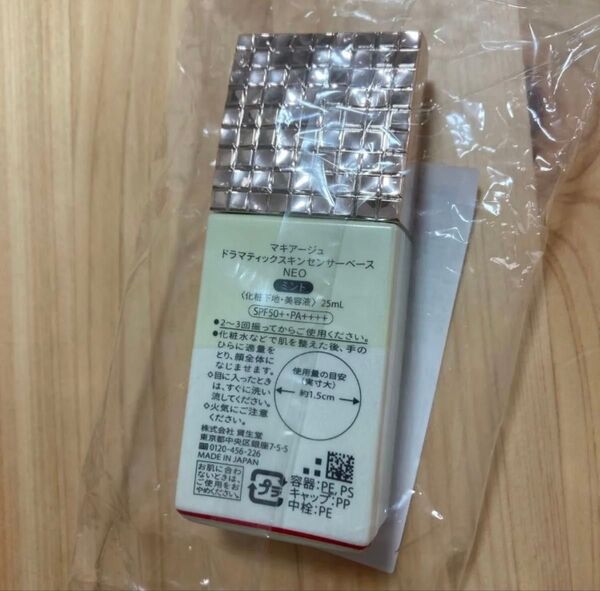 マキアージュ
ドラマティックスキンセンサーベース
NEO
ミント
〈化粧下地・美容液〉 25mL
SPF50+・PA++++
●2〜3回振ってからご使用ください。
●化粧水などで肌を整えた後、手の
ひらに適量を
とり、顔全体に
なじませます。
◇目に入ったとき
は、すぐに洗い
流してください。
◇火気にご注意
ください。
使用量の目安
(実寸大)
約1.5cm
株式会社 資生堂
東京都中央区銀座7-5-5
0120-456-226
MADE IN JAPAN
お肌に合わ
ないときは、
ご使用をおやめください。
プラ
容器:PE, PS
キャップ:PP
中栓:PE